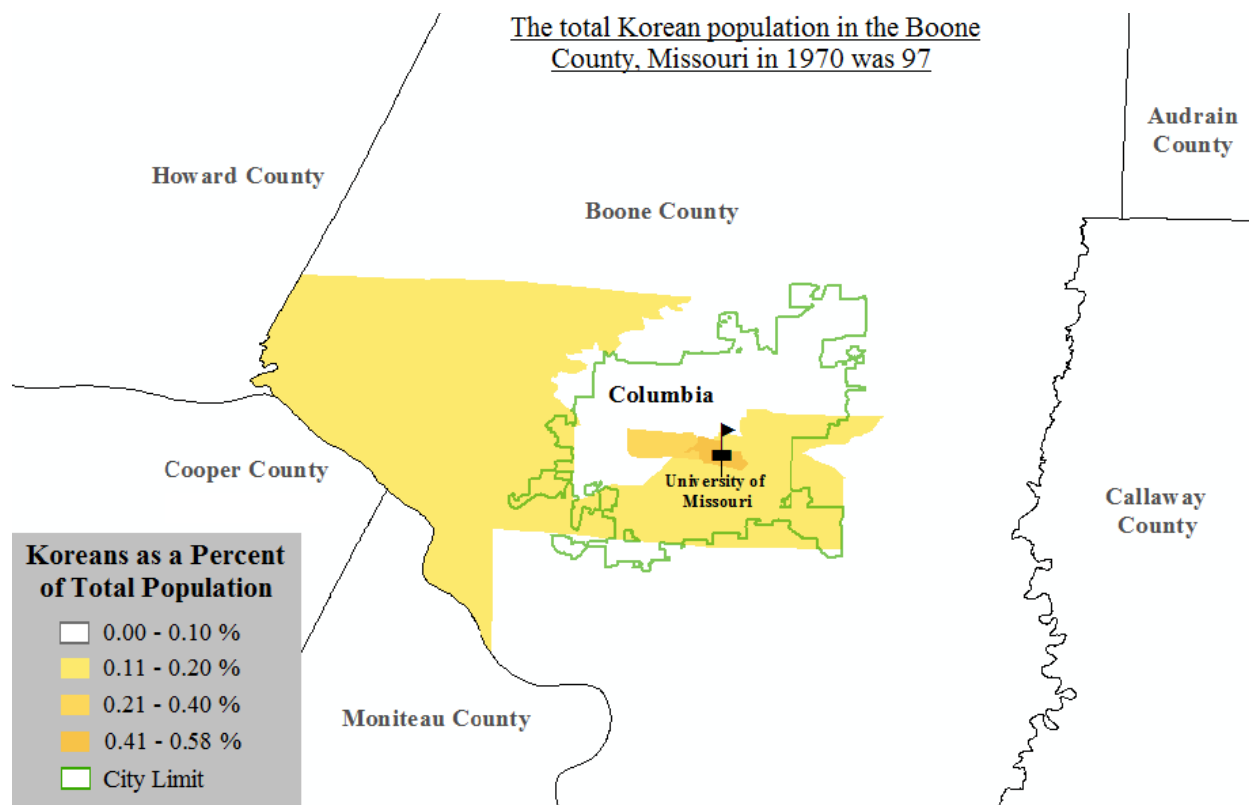 The total Korean population in the Boone
County, Missouri in 1970 was 97
Audrain
County
Howard County
Boone County
Columbia
Cooper County
University of
Missouri
Callaway
County
Koreans as a Percent
of Total Population
0.00 - 0.10 %
0.11 - 0.20 %
0.21 - 0.40 %
0.41 - 0.58 %
City Limit
Moniteau County